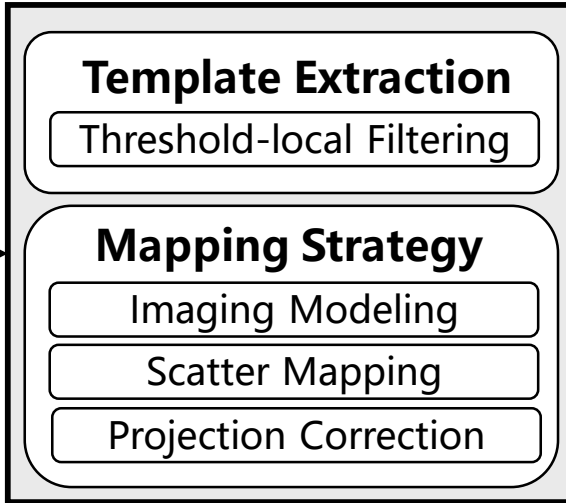 Template Extraction
Threshold-local Filtering
Mapping Strategy
Imaging Modeling
Scatter Mapping
Projection Correction